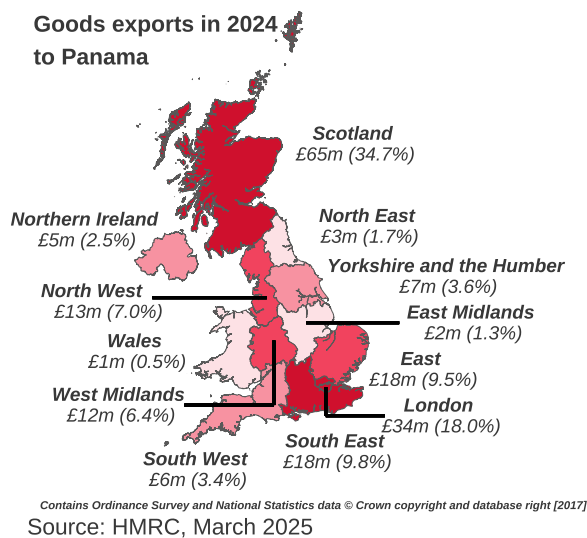 Goods exports in 2024
to Panama
Scotland
£65m (34.7%)
Northern Ireland
£5m (2.5%)
North East
£3m (1.7%)
Yorkshire and the Humber
£7m (3.6%)
North West
£13m (7.0%)
East Midlands
£2m (1.3%)
Wales
£1m (0.5%)
East
£18m (9.5%)
West Midlands
£12m (6.4%)
London
£34m (18.0%)
South East
£18m (9.8%)
South West
£6m (3.4%)
Contains Ordinance Survey and National Statistics data © Crown copyright and database right [2017]
Source: HMRC, March 2025